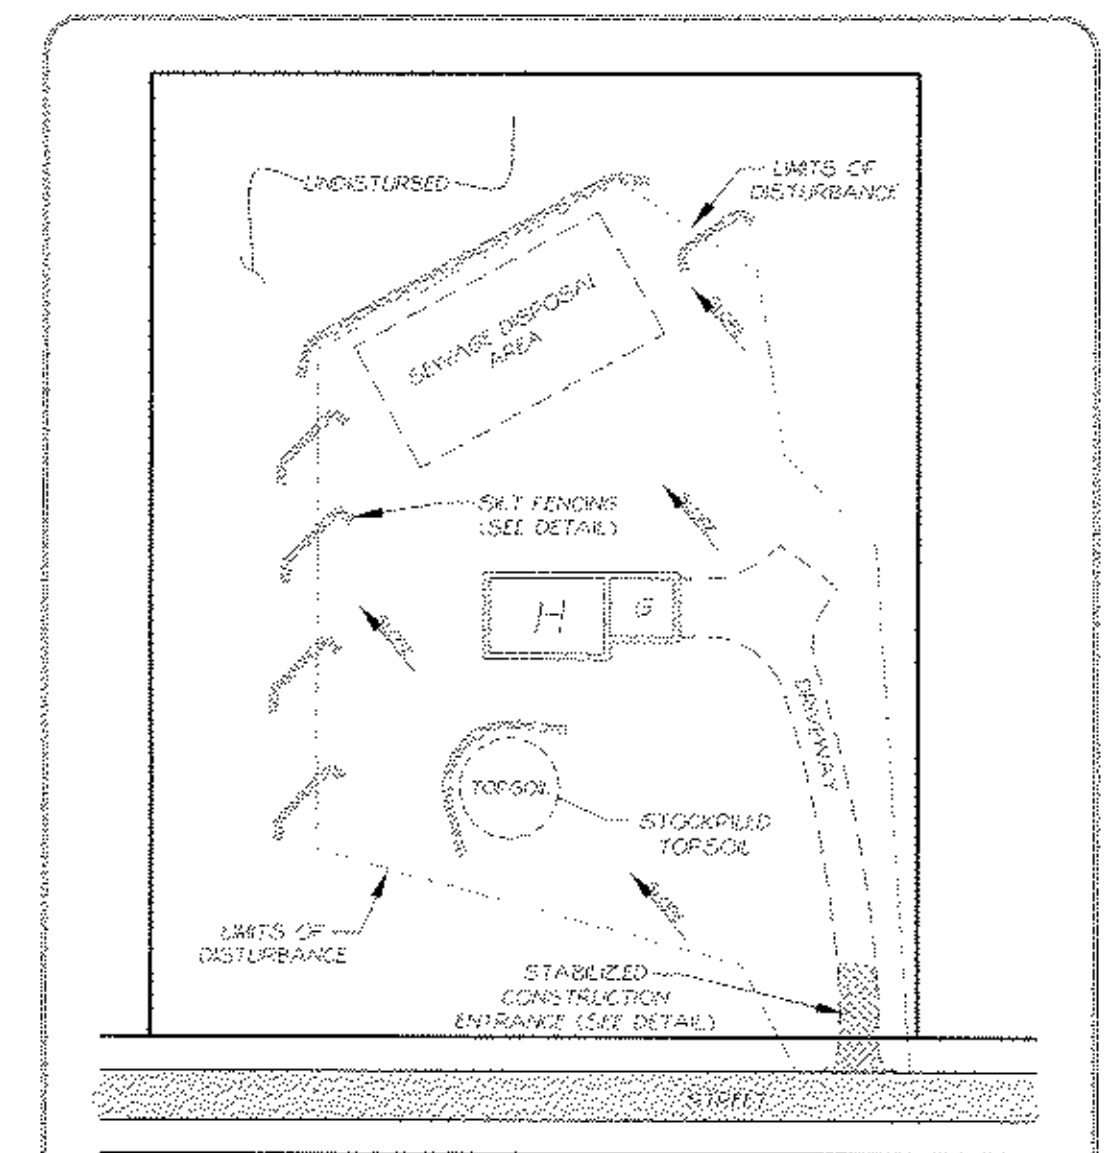 UNDISTURBED
LIMITS OF
DISTURBANCE
SLOPE
SEWAGE DISPOSAL
AREA
SILT FENCING
(SEE DETAIL)
SLOPE
H
G
SLOPE
DRIVEWAY
TOPSOIL
STOCKPILED
TOPSOIL
SLOPE
LIMITS OF
DISTURBANCE
STABILIZED
CONSTRUCTION
ENTRANCE (SEE DETAIL)
STREET